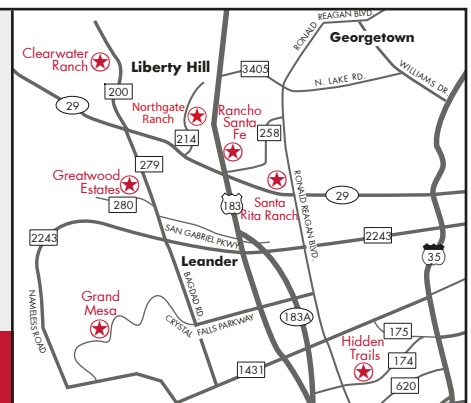 RONALD REAGAN BLVD.
Georgetown
Clearwater
Ranch
Liberty Hill
3405
N. LAKE RD.
WILLIAMS DR.
200
29
Northgate
Ranch
Rancho
Santa
Fe
214
258
279
Greatwood
Estates
280
183
Santa
Rita Ranch
RONALD REAGAN BLVD.
29
2243
SAN GABRIEL PKWY
2243
35
Leander
NAMELESS ROAD
BAGDAD RD
Grand
Mesa
CRYSTAL FALLS PARKWAY
183A
175
Hidden
Trails
174
1431
620